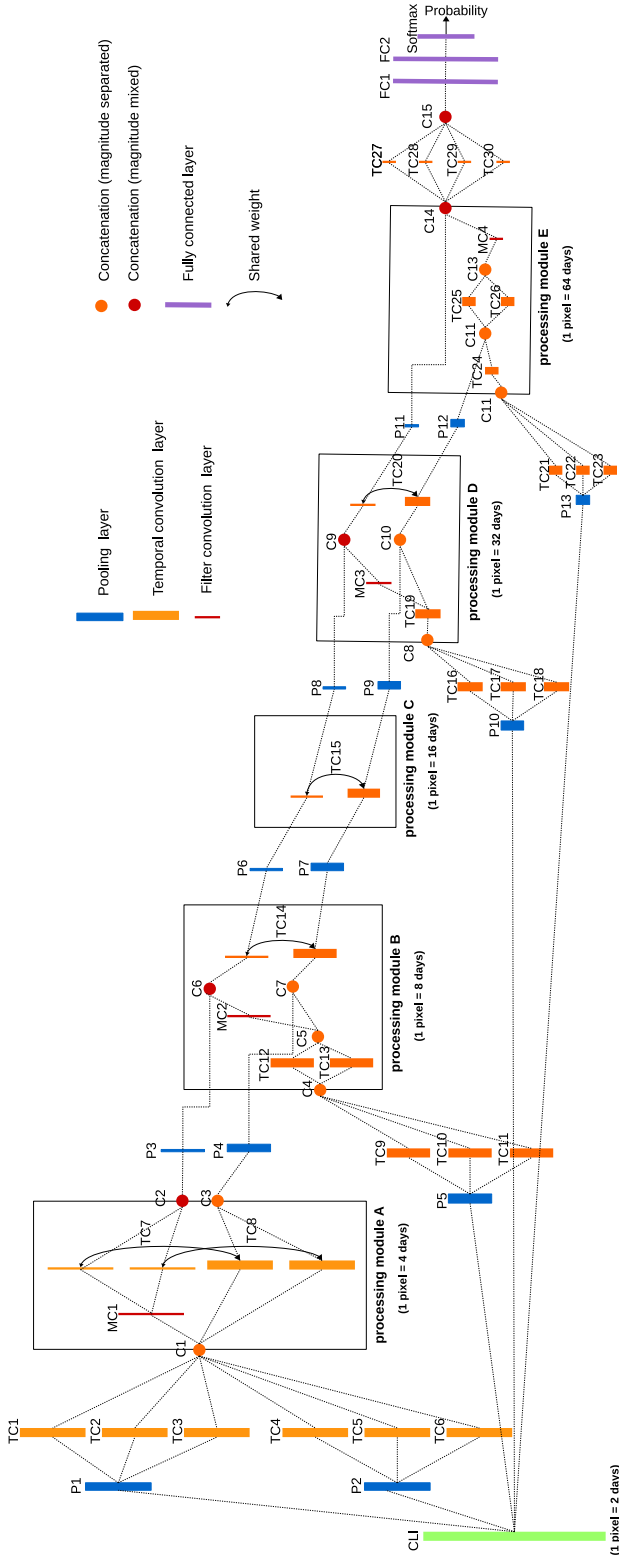 Pooling layer
Temporal convolution layer
Filter convolution layer
Concatenation (magnitude separated)
Concatenation (magnitude mixed)
Fully connected layer
Shared weight
CLI
(1 pixel = 2 days)
P1
P2
TC1
TC2
TC3
TC4
TC5
TC6
C1
MC1
TC7
TC8
C2
C3
processing module A
(1 pixel = 4 days)
P3
P4
P5
TC9
TC10
TC11
C4
TC12
TC13
C5
MC2
C6
C7
TC14
processing module B
(1 pixel = 8 days)
P6
P7
TC15
processing module C
(1 pixel = 16 days)
P8
P9
P10
TC16
TC17
TC18
C8
TC19
MC3
C9
C10
TC20
processing module D
(1 pixel = 32 days)
P11
P12
P13
TC21
TC22
TC23
C11
TC24
C11
TC25
TC26
C13
MC4
C14
processing module E
(1 pixel = 64 days)
TC27
TC28
TC29
TC30
C15
FC1
FC2
Softmax
Probability